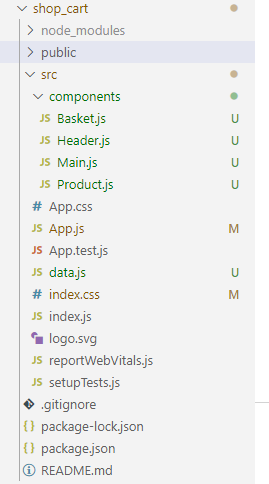 shop_cart
node_modules
public
src
components
JS Basket.js U
JS Header.js U
JS Main.js U
JS Product.js U
# App.css
JS App.js M
JS App.test.js
JS data.js U
# index.css M
JS index.js
logo.svg
JS reportWebVitals.js
JS setupTests.js
.gitignore
{} package-lock.json
{} package.json
README.md